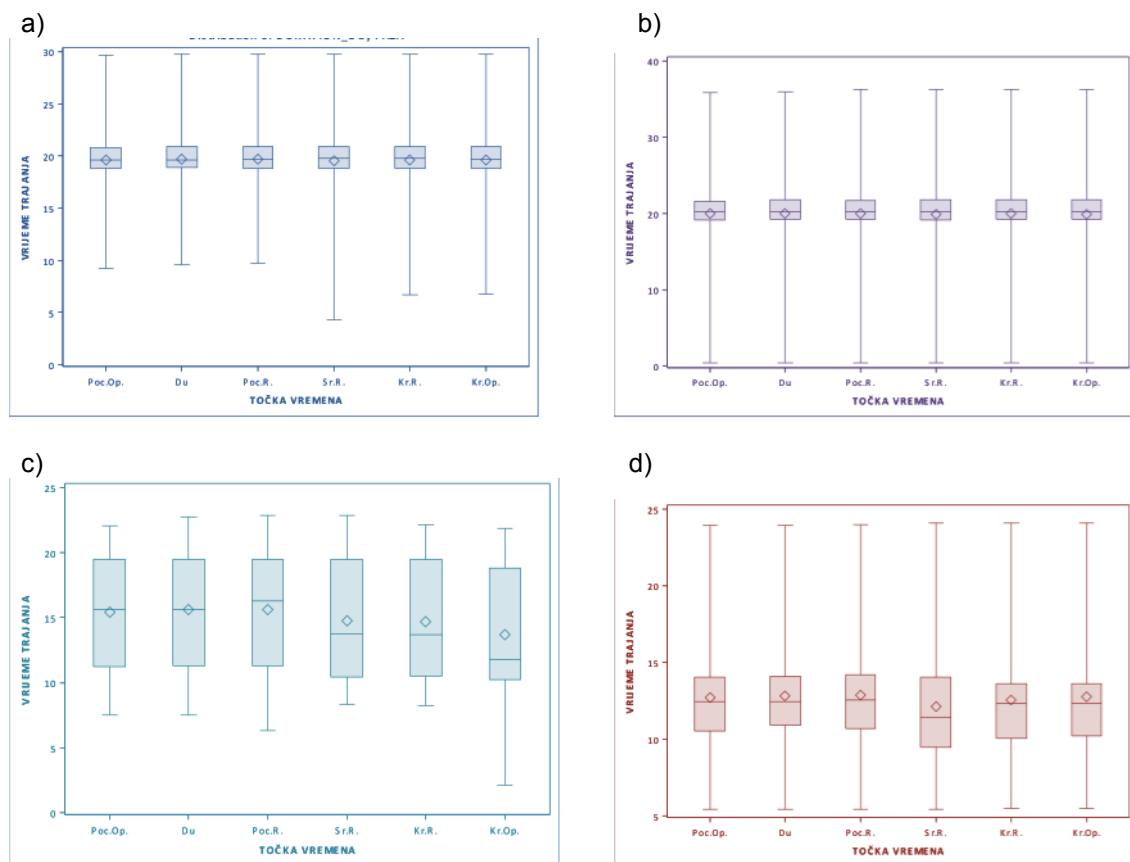 a)
30
25
20
15
10
5
0
VRIJEME TRAJANJA
Poc.Op. Du Poc.R. Sr.R. Kr.R. Kr.Op.
TOČKA VREMENA
b)
40
30
20
10
0
VRIJEME TRAJANJA
Poc.Op. Du Poc.R. Sr.R. Kr.R. Kr.Op.
TOČKA VREMENA
c)
25
20
15
10
5
0
VRIJEME TRAJANJA
Poc.Op. Du Poc.R. Sr.R. Kr.R. Kr.Op.
TOČKA VREMENA
d)
25
20
15
10
5
VRIJEME TRAJANJA
Poc.Op. Du Poc.R. Sr.R. Kr.R. Kr.Op.
TOČKA VREMENA